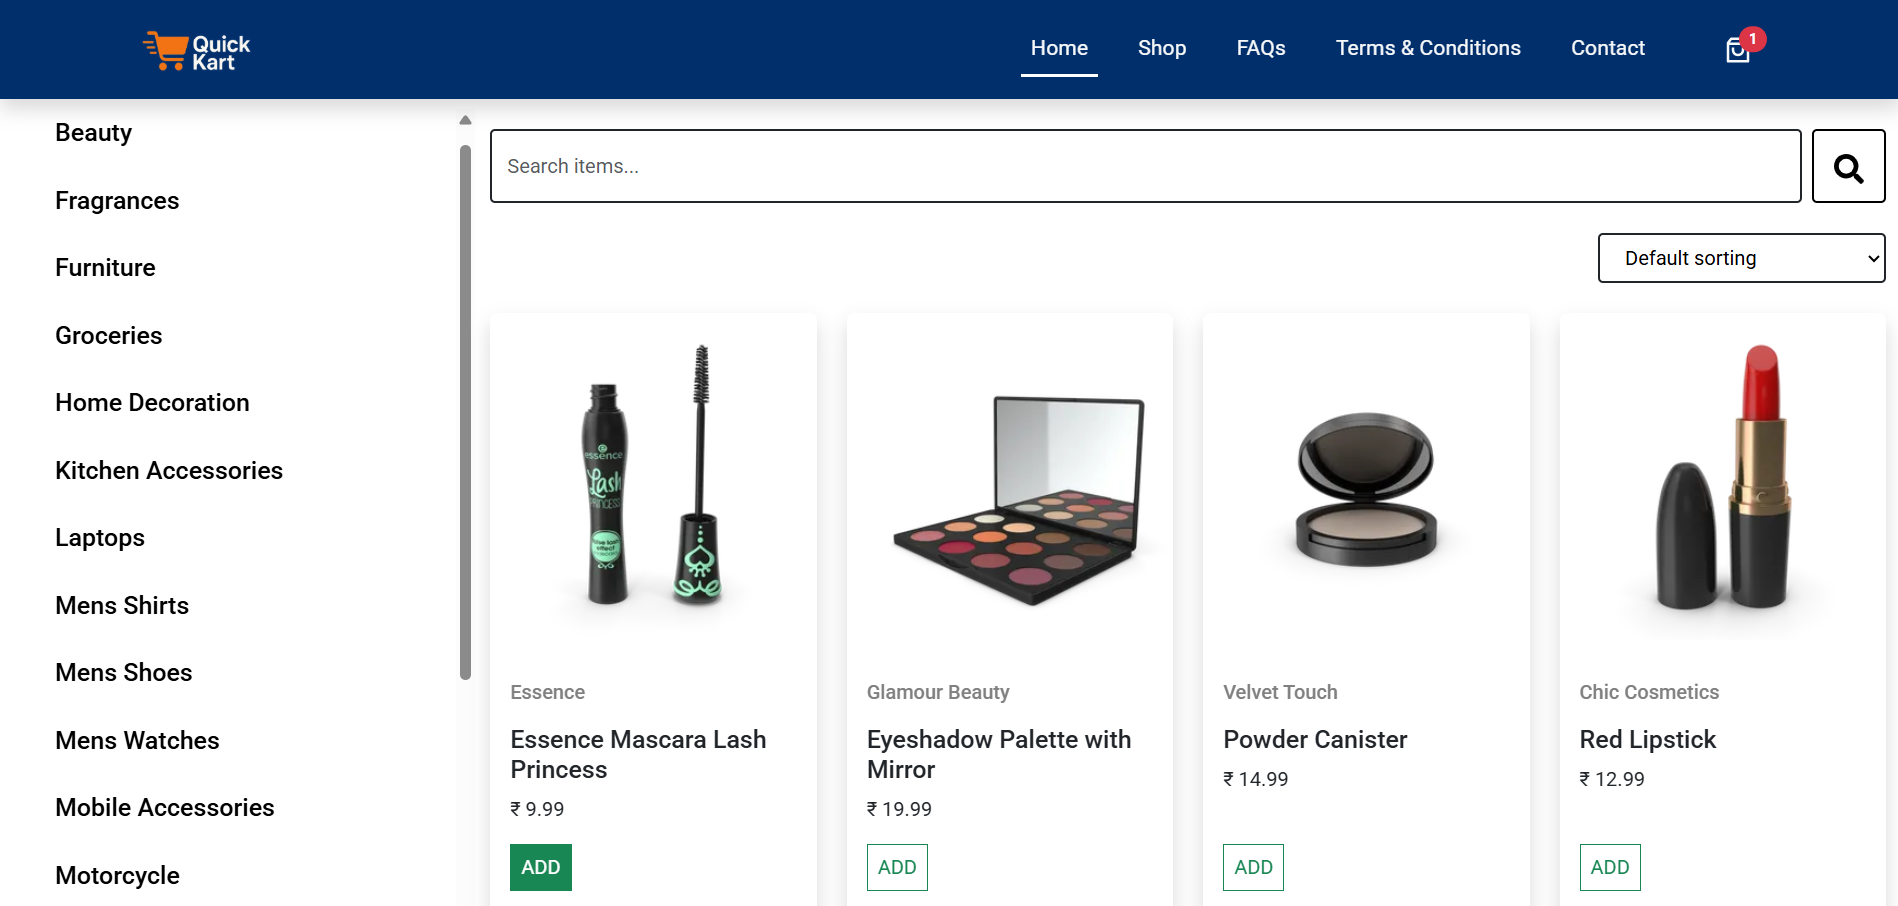 Quick
Kart
Home
Shop
FAQs
Terms & Conditions
Contact
1
Beauty
Fragrances
Furniture
Groceries
Home Decoration
Kitchen Accessories
Laptops
Mens Shirts
Mens Shoes
Mens Watches
Mobile Accessories
Motorcycle
Search items...
Default sorting
essence
Lash
PRINCESS
effect
Essence
Essence Mascara Lash
Princess
₹ 9.99
ADD
Glamour Beauty
Eyeshadow Palette with
Mirror
₹ 19.99
ADD
Velvet Touch
Powder Canister
₹ 14.99
ADD
Chic Cosmetics
Red Lipstick
₹ 12.99
ADD